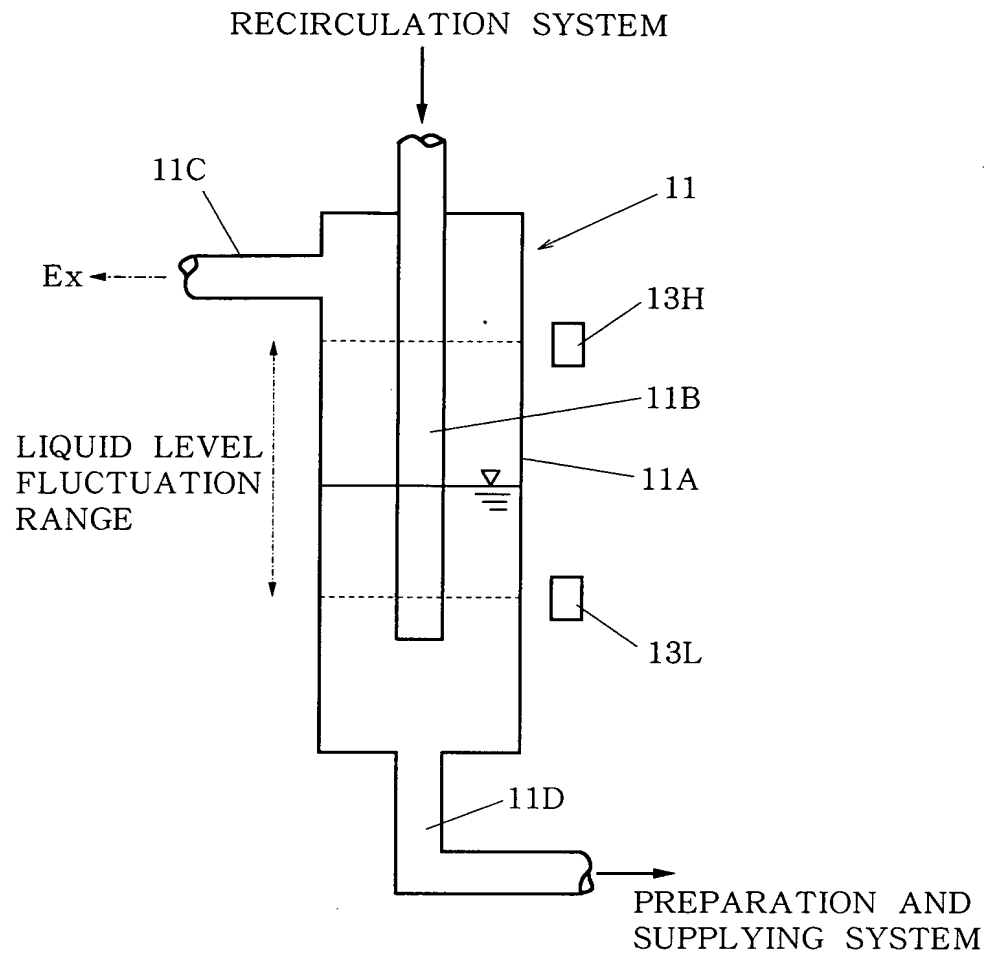 RECIRCULATION SYSTEM
11C
11
Ex
13H
11B
LIQUID LEVEL
FLUCTUATION
RANGE
11A
13L
11D
PREPARATION AND
SUPPLYING SYSTEM